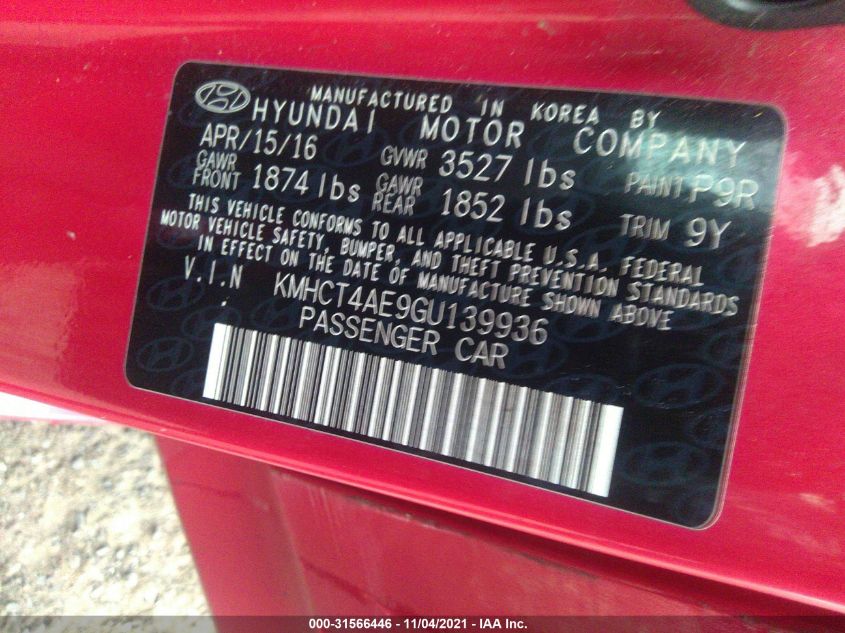 MANUFACTURED IN KOREA BY
HYUNDAI MOTOR COMPANY
APR/15/16 GVWR 3527 lbs PAINT P9R
GAWR FRONT 1874 lbs GAWR REAR 1852 lbs TRIM 9Y
THIS VEHICLE CONFORMS TO ALL APPLICABLE U.S.A. FEDERAL
MOTOR VEHICLE SAFETY, BUMPER, AND THEFT PREVENTION STANDARDS
IN EFFECT ON THE DATE OF MANUFACTURE SHOWN ABOVE
V.I.N : KMHCT4AE9GU139936
PASSENGER CAR
000-31566446 - 11/04/2021 - IAA Inc.